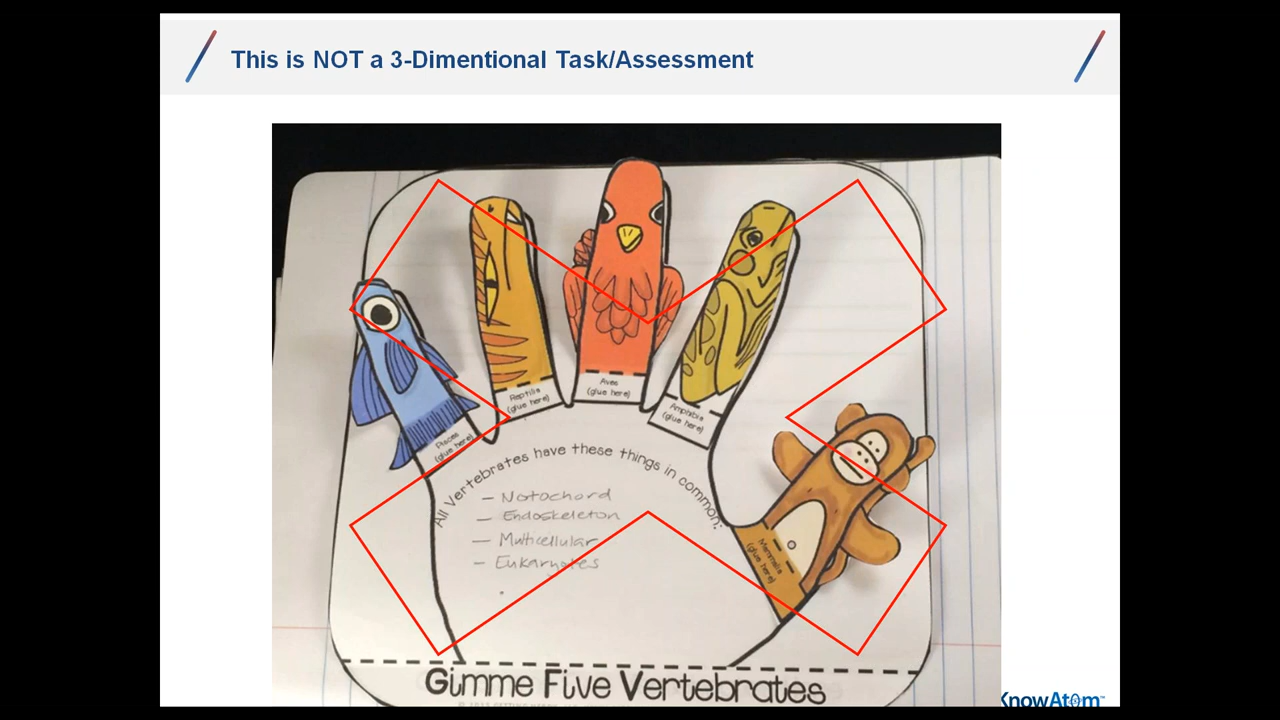 This is NOT a 3-Dimentional Task/Assessment
Pisces
(glue here)
Reptilia
(glue here)
Aves
(glue here)
Amphibia
(glue here)
Mammalia
(glue here)
All Vertebrates have these things in common:
- Notochord
- Endoskeleton
- Multicellular
- Eukaryotes
Gimme Five Vertebrates
KnowAtom